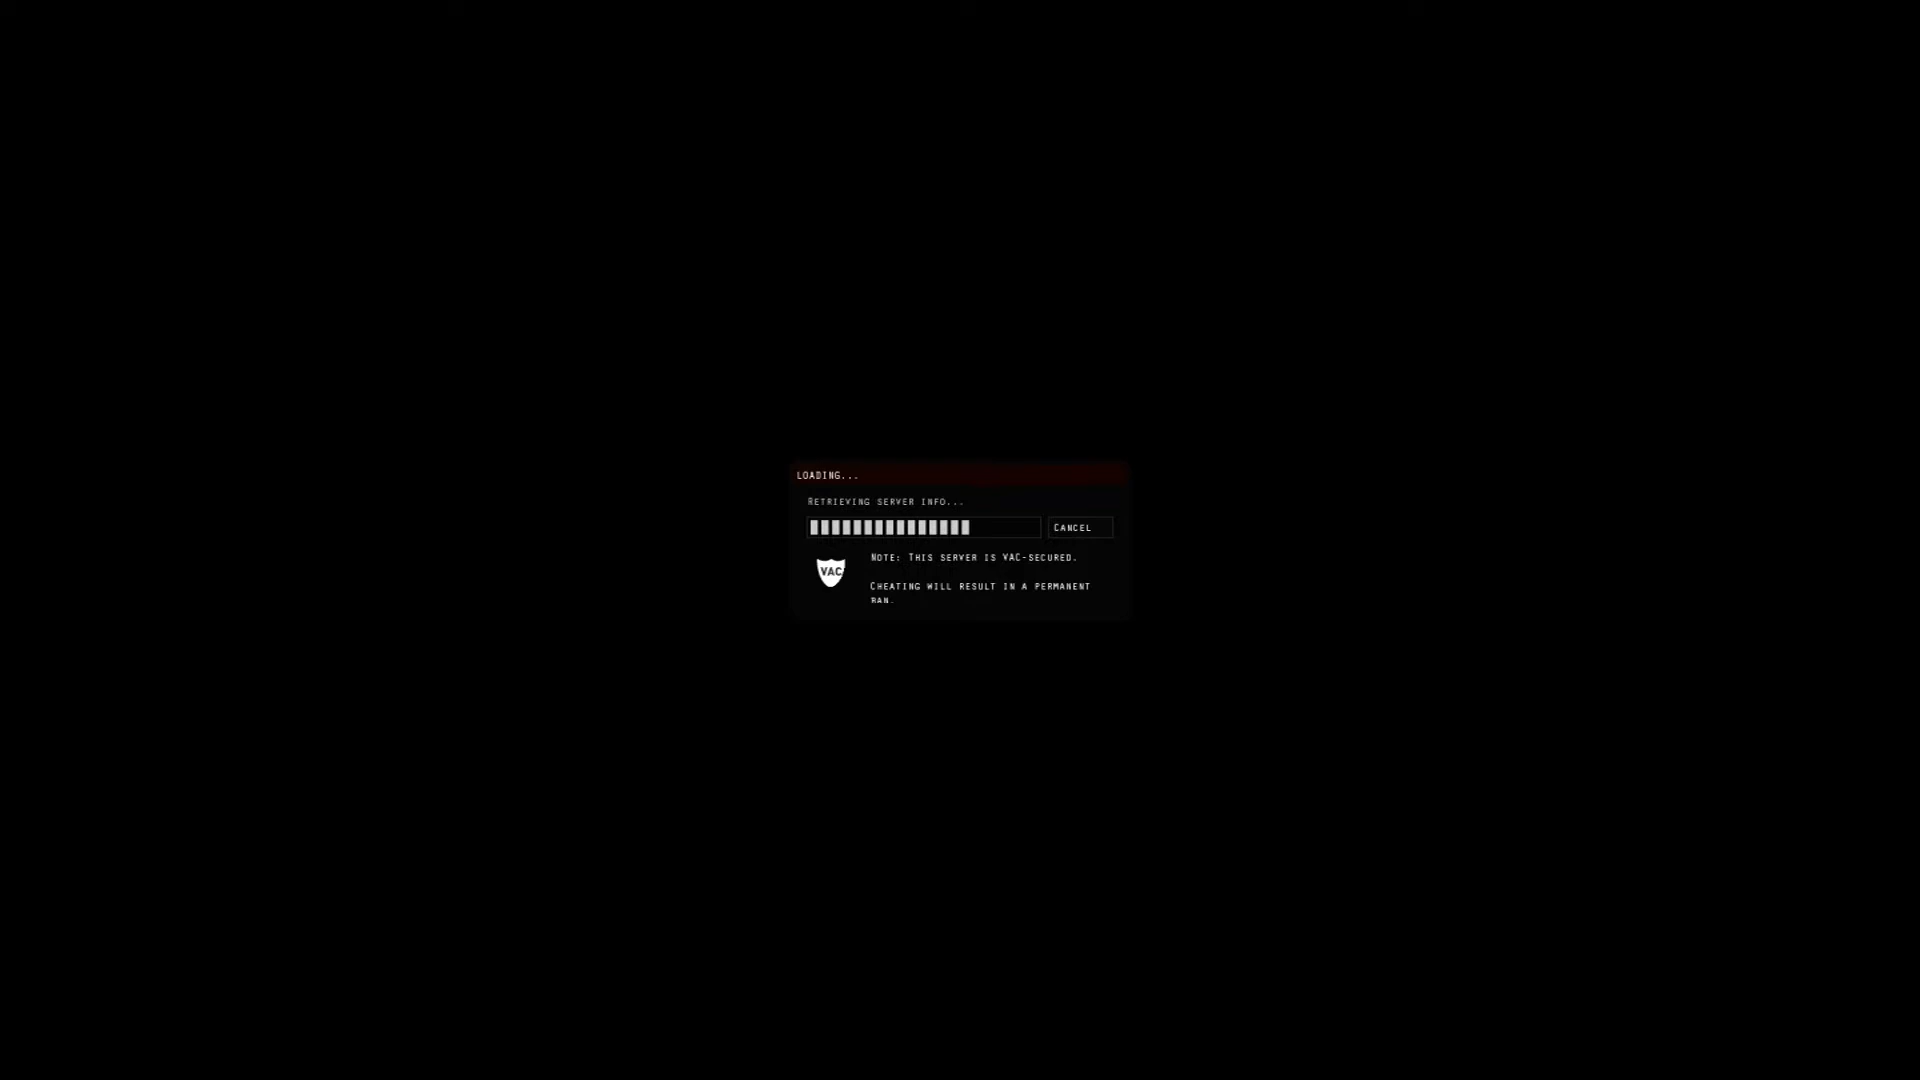 LOADING...
RETRIEVING SERVER INFO...
CANCEL
VAC
NOTE: THIS SERVER IS VAC-SECURED.
CHEATING WILL RESULT IN A PERMANENT
BAN.